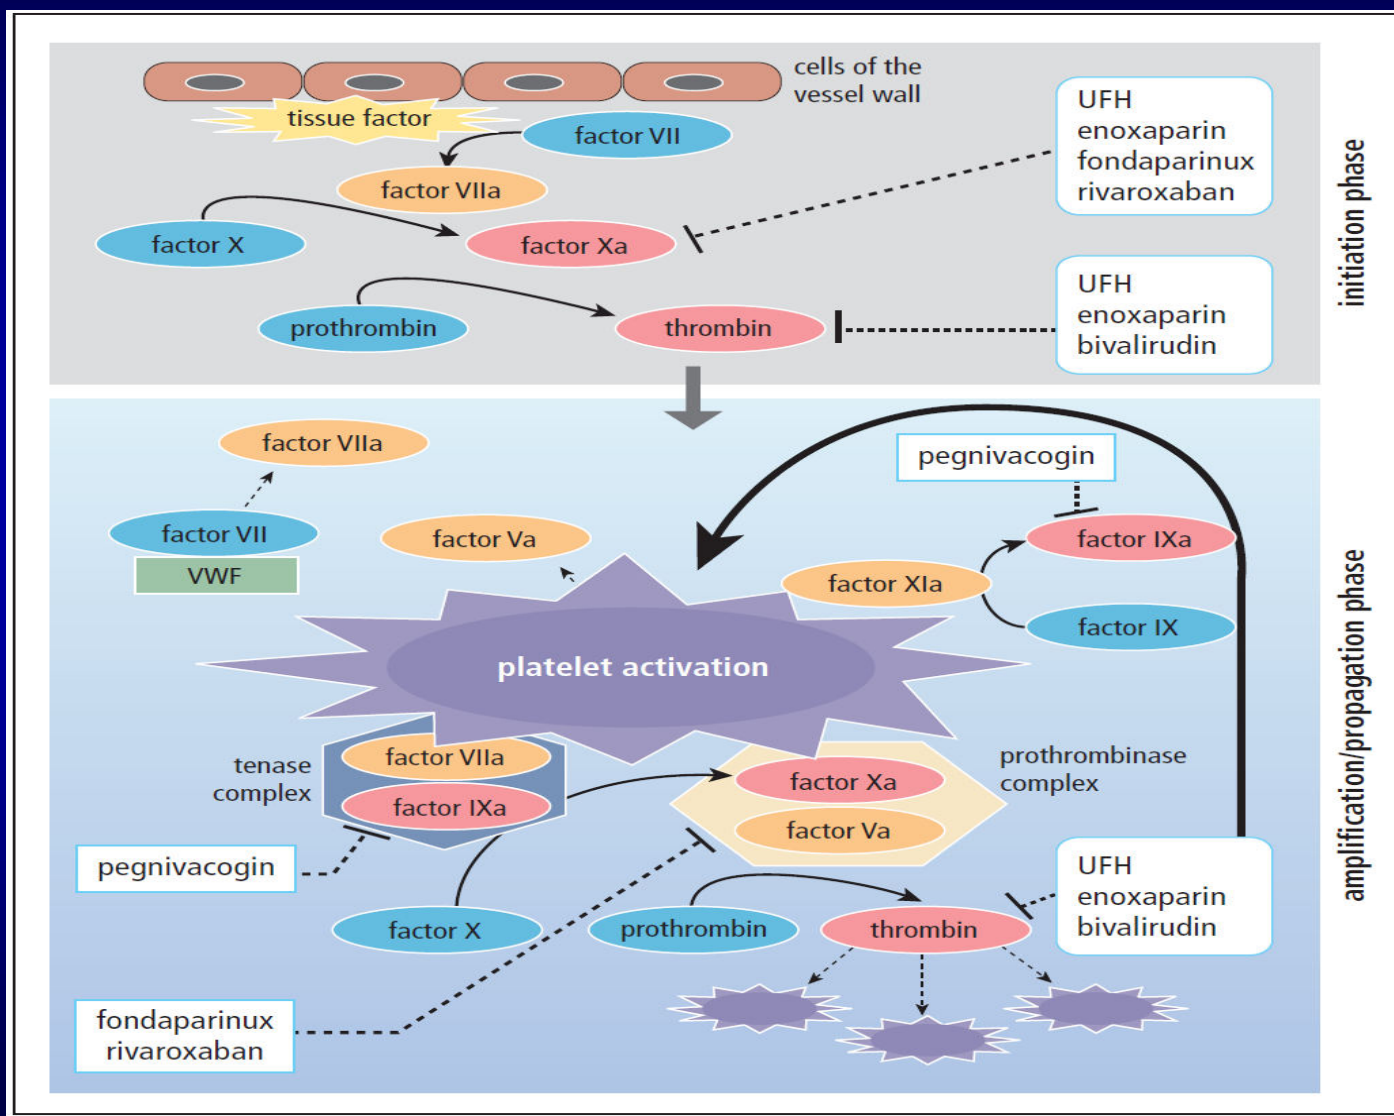 cells of the
vessel wall
tissue factor
factor VII
factor VIIa
factor X
factor Xa
prothrombin
thrombin
UFH
enoxaparin
fondaparinux
rivaroxaban
UFH
enoxaparin
bivalirudin
initiation phase
factor VIIa
factor VII
VWF
factor Va
pegnivacogin
factor IXa
factor XIa
factor IX
platelet activation
tenase
complex
factor VIIa
factor IXa
factor Xa
factor Va
prothrombinase
complex
pegnivacogin
factor X
prothrombin
thrombin
UFH
enoxaparin
bivalirudin
fondaparinux
rivaroxaban
amplification/propagation phase